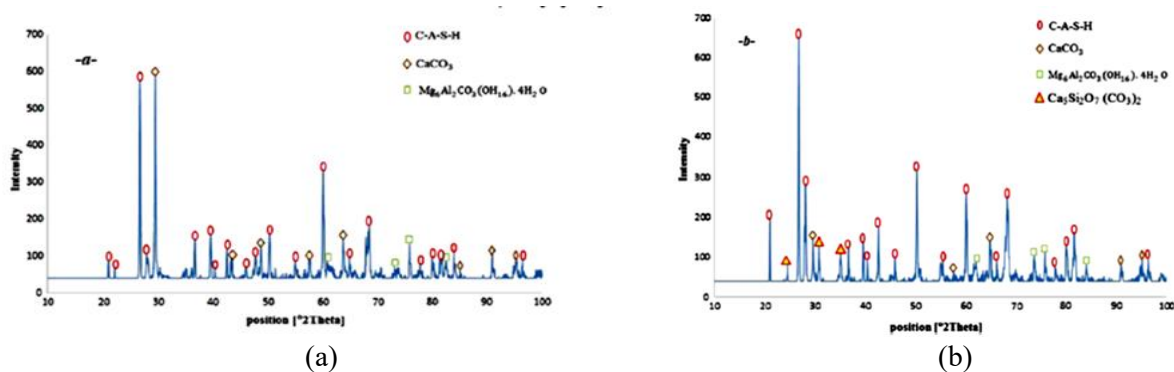 -a-
C-A-S-H
CaCO₃
Mg₆Al₂CO₃(OH₁₆). 4H₂O
Intensity
700
600
500
400
300
200
100
0
10 20 30 40 50 60 70 80 90 100
position [°2Theta]
(a)
-b-
C-A-S-H
CaCO₃
Mg₆Al₂CO₃(OH₁₆). 4H₂O
Ca₅Si₂O₇ (CO₃)₂
Intensity
700
600
500
400
300
200
100
0
10 20 30 40 50 60 70 80 90 100
position [°2Theta]
(b)